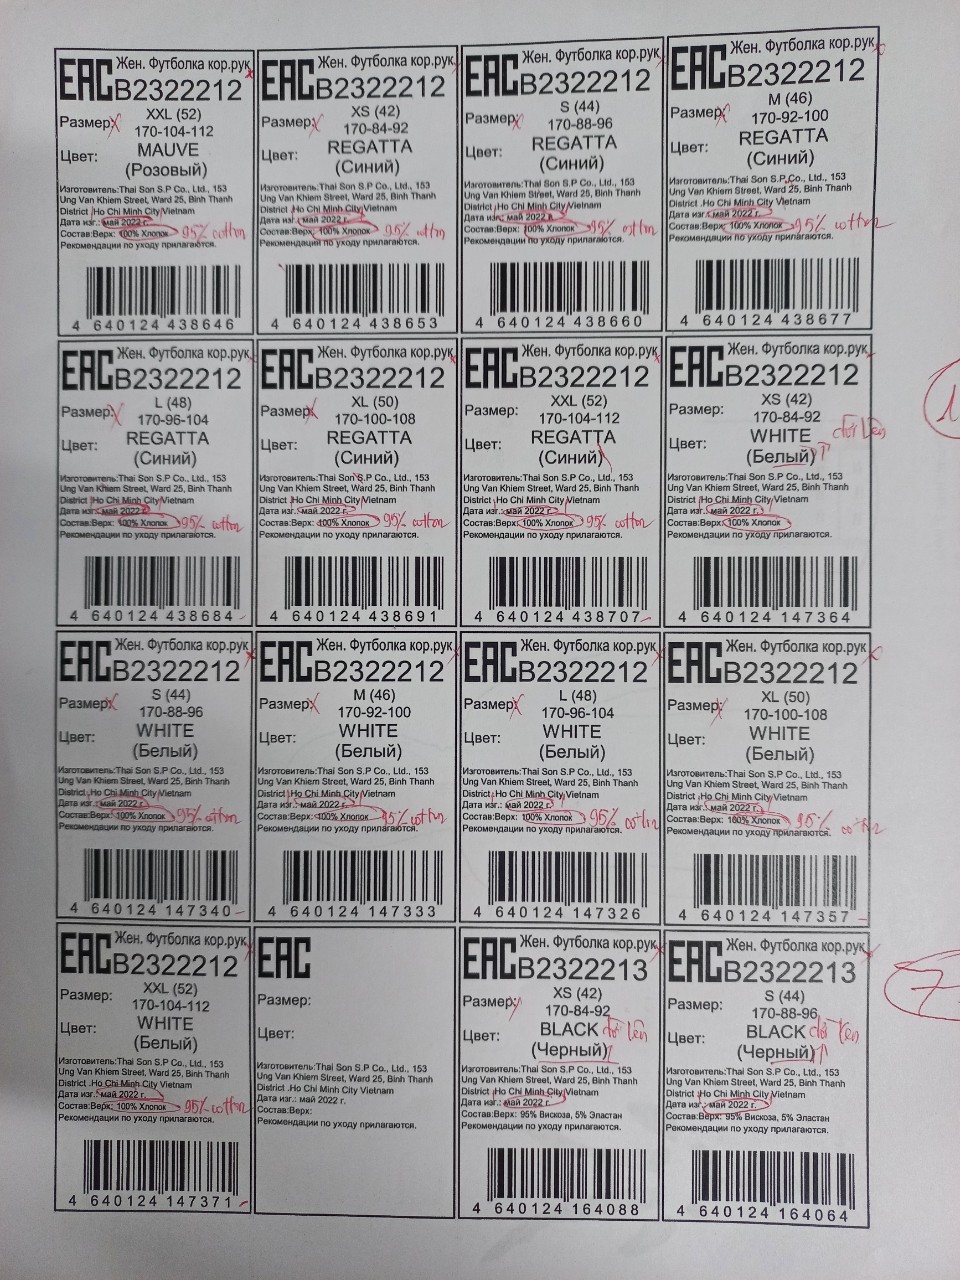 Жен. Футболка кор.рук
EAC B2322212
XXL (52)
Размер: 170-104-112
Цвет: MAUVE
(Розовый)
Изготовитель:Thai Son S.P Co., Ltd., 153
Ung Van Khiem Street, Ward 25, Binh Thanh
District ,Ho Chi Minh City Vietnam
Дата изг.: май 2022 г.
Состав:Верх: 100% Хлопок 95% cotton
Рекомендации по уходу прилагаются.
4 640124 438646
Жен. Футболка кор.рук
EAC B2322212
XS (42)
Размер: 170-84-92
Цвет: REGATTA
(Синий)
Изготовитель:Thai Son S.P Co., Ltd., 153
Ung Van Khiem Street, Ward 25, Binh Thanh
District ,Ho Chi Minh City Vietnam
Дата изг.: май 2022 г.
Состав:Верх: 100% Хлопок 95% cotton
Рекомендации по уходу прилагаются.
4 640124 438653
Жен. Футболка кор.рук
EAC B2322212
S (44)
Размер: 170-88-96
Цвет: REGATTA
(Синий)
Изготовитель:Thai Son S.P Co., Ltd., 153
Ung Van Khiem Street, Ward 25, Binh Thanh
District ,Ho Chi Minh City Vietnam
Дата изг.: май 2022 г.
Состав:Верх: 100% Хлопок 95% cotton
Рекомендации по уходу прилагаются.
4 640124 438660
Жен. Футболка кор.рук
EAC B2322212
M (46)
Размер: 170-92-100
Цвет: REGATTA
(Синий)
Изготовитель:Thai Son S.P Co., Ltd., 153
Ung Van Khiem Street, Ward 25, Binh Thanh
District ,Ho Chi Minh City Vietnam
Дата изг.: май 2022 г.
Состав:Верх: 100% Хлопок 95% cotton
Рекомендации по уходу прилагаются.
4 640124 438677
Жен. Футболка кор.рук
EAC B2322212
L (48)
Размер: 170-96-104
Цвет: REGATTA
(Синий)
Изготовитель:Thai Son S.P Co., Ltd., 153
Ung Van Khiem Street, Ward 25, Binh Thanh
District ,Ho Chi Minh City Vietnam
Дата изг.: май 2022 г.
Состав:Верх: 100% Хлопок 95% cotton
Рекомендации по уходу прилагаются.
4 640124 438684
Жен. Футболка кор.рук
EAC B2322212
XL (50)
Размер: 170-100-108
Цвет: REGATTA
(Синий)
Изготовитель:Thai Son S.P Co., Ltd., 153
Ung Van Khiem Street, Ward 25, Binh Thanh
District ,Ho Chi Minh City Vietnam
Дата изг.: май 2022 г.
Состав:Верх: 100% Хлопок 95% cotton
Рекомендации по уходу прилагаются.
4 640124 438691
Жен. Футболка кор.рук
EAC B2322212
XXL (52)
Размер: 170-104-112
Цвет: REGATTA
(Синий)
Изготовитель:Thai Son S.P Co., Ltd., 153
Ung Van Khiem Street, Ward 25, Binh Thanh
District ,Ho Chi Minh City Vietnam
Дата изг.: май 2022 г.
Состав:Верх: 100% Хлопок 95% cotton
Рекомендации по уходу прилагаются.
4 640124 438707
Жен. Футболка кор.рук
EAC B2322212
XS (42)
Размер: 170-84-92
Цвет: WHITE dời lên
(Белый)
Изготовитель:Thai Son S.P Co., Ltd., 153
Ung Van Khiem Street, Ward 25, Binh Thanh
District ,Ho Chi Minh City Vietnam
Дата изг.: май 2022 г.
Состав:Верх: 100% Хлопок
Рекомендации по уходу прилагаются.
4 640124 147364
Жен. Футболка кор.рук
EAC B2322212
S (44)
Размер: 170-88-96
Цвет: WHITE
(Белый)
Изготовитель:Thai Son S.P Co., Ltd., 153
Ung Van Khiem Street, Ward 25, Binh Thanh
District ,Ho Chi Minh City Vietnam
Дата изг.: май 2022 г.
Состав:Верх: 100% Хлопок 95% cotton
Рекомендации по уходу прилагаются.
4 640124 147340
Жен. Футболка кор.рук
EAC B2322212
M (46)
Размер: 170-92-100
Цвет: WHITE
(Белый)
Изготовитель:Thai Son S.P Co., Ltd., 153
Ung Van Khiem Street, Ward 25, Binh Thanh
District ,Ho Chi Minh City Vietnam
Дата изг.: май 2022 г.
Состав:Верх: 100% Хлопок 95% cotton
Рекомендации по уходу прилагаются.
4 640124 147333
Жен. Футболка кор.рук
EAC B2322212
L (48)
Размер: 170-96-104
Цвет: WHITE
(Белый)
Изготовитель:Thai Son S.P Co., Ltd., 153
Ung Van Khiem Street, Ward 25, Binh Thanh
District ,Ho Chi Minh City Vietnam
Дата изг.: май 2022 г.
Состав:Верх: 100% Хлопок 95% cotton
Рекомендации по уходу прилагаются.
4 640124 147326
Жен. Футболка кор.рук
EAC B2322212
XL (50)
Размер: 170-100-108
Цвет: WHITE
(Белый)
Изготовитель:Thai Son S.P Co., Ltd., 153
Ung Van Khiem Street, Ward 25, Binh Thanh
District ,Ho Chi Minh City Vietnam
Дата изг.: май 2022 г.
Состав:Верх: 100% Хлопок 95% cotton
Рекомендации по уходу прилагаются.
4 640124 147357
Жен. Футболка кор.рук
EAC B2322212
XXL (52)
Размер: 170-104-112
Цвет: WHITE
(Белый)
Изготовитель:Thai Son S.P Co., Ltd., 153
Ung Van Khiem Street, Ward 25, Binh Thanh
District ,Ho Chi Minh City Vietnam
Дата изг.: май 2022 г.
Состав:Верх: 100% Хлопок 95% cotton
Рекомендации по уходу прилагаются.
4 640124 147371
EAC
Размер:
Цвет:
Изготовитель:Thai Son S.P Co., Ltd., 153
Ung Van Khiem Street, Ward 25, Binh Thanh
District ,Ho Chi Minh City Vietnam
Дата изг.: май 2022 г.
Состав:Верх:
Рекомендации по уходу прилагаются.
Жен. Футболка кор.рук
EAC B2322213
XS (42)
Размер: 170-84-92
Цвет: BLACK dời lên
(Черный)
Изготовитель:Thai Son S.P Co., Ltd., 153
Ung Van Khiem Street, Ward 25, Binh Thanh
District ,Ho Chi Minh City Vietnam
Дата изг.: май 2022 г.
Состав:Верх: 95% Вискоза, 5% Эластан
Рекомендации по уходу прилагаются.
4 640124 164088
Жен. Футболка кор.рук
EAC B2322213
S (44)
Размер: 170-88-96
Цвет: BLACK dời lên
(Черный)
Изготовитель:Thai Son S.P Co., Ltd., 153
Ung Van Khiem Street, Ward 25, Binh Thanh
District ,Ho Chi Minh City Vietnam
Дата изг.: май 2022 г.
Состав:Верх: 95% Вискоза, 5% Эластан
Рекомендации по уходу прилагаются.
4 640124 164064